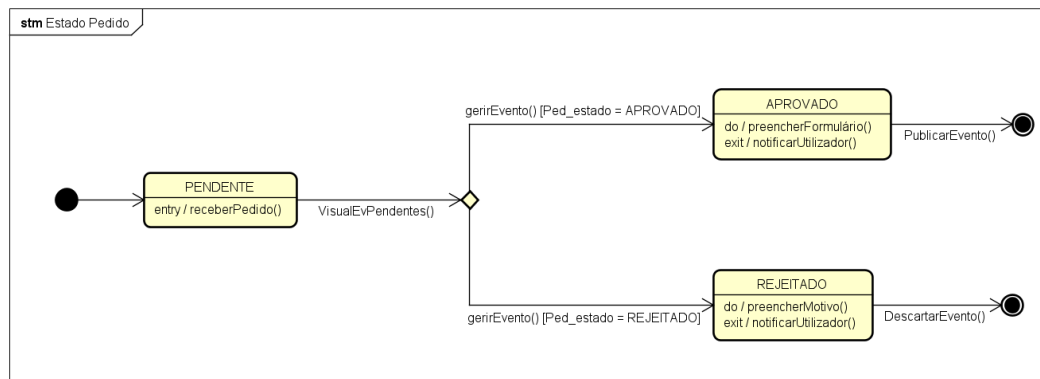 stm Estado Pedido
gerirEvento() [Ped_estado = APROVADO]
APROVADO
do / preencherFormulário()
exit / notificarUtilizador()
PublicarEvento()
PENDENTE
entry / receberPedido()
VisualEvPendentes()
gerirEvento() [Ped_estado = REJEITADO]
REJEITADO
do / preencherMotivo()
exit / notificarUtilizador()
DescartarEvento()